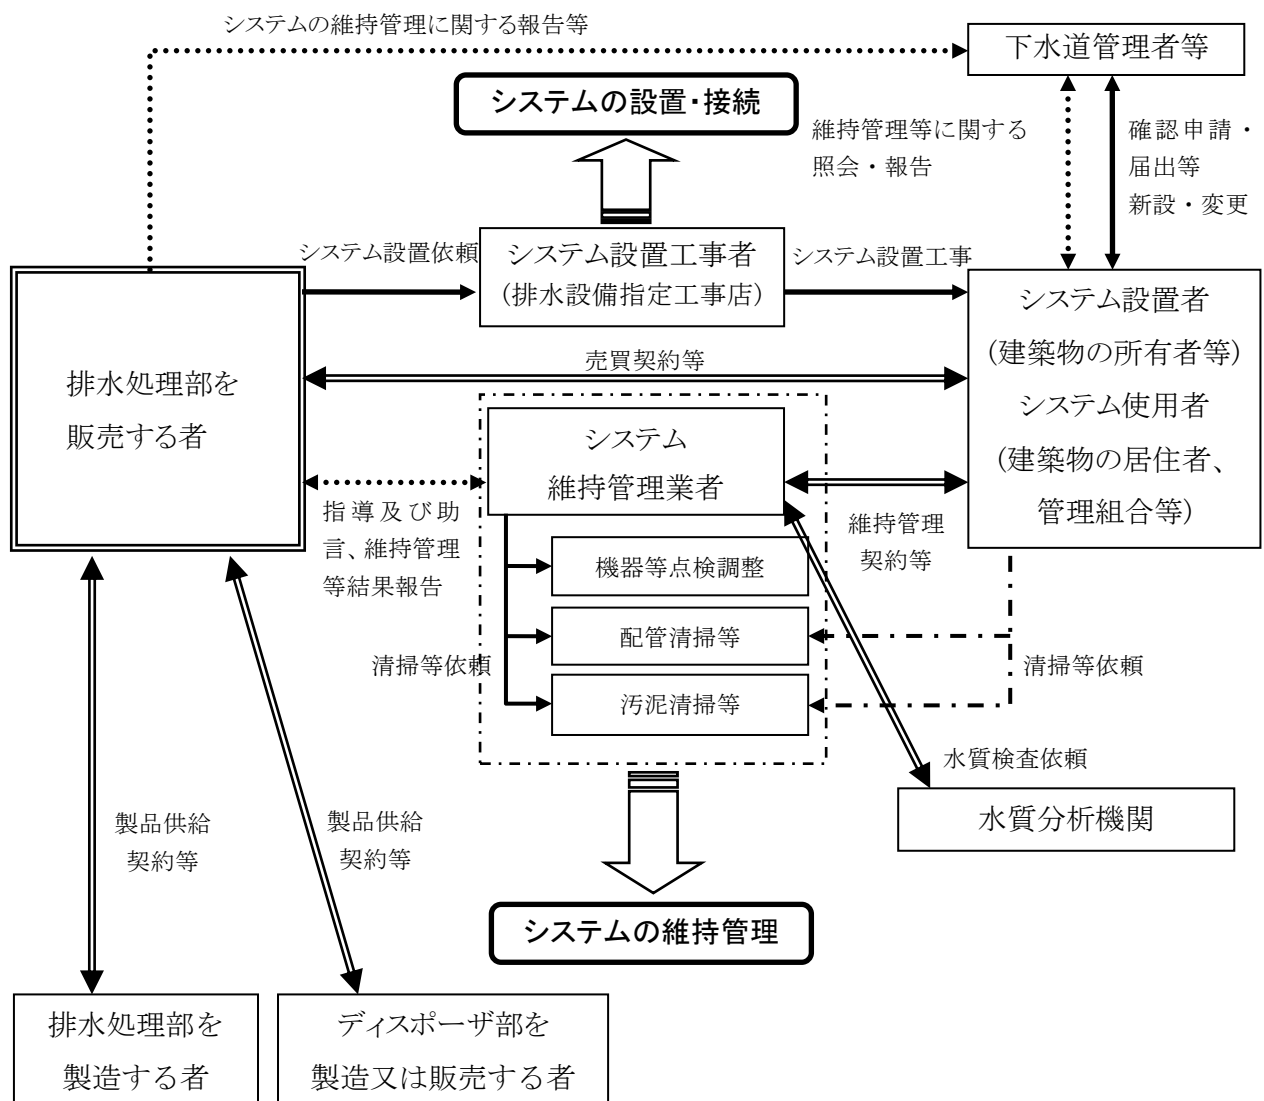 システムの維持管理に関する報告等
下水道管理者等
システムの設置・接続
維持管理等に関する
照会・報告
確認申請・
届出等
新設・変更
システム設置依頼
システム設置工事者
(排水設備指定工事店)
システム設置工事
システム設置者
(建築物の所有者等)
システム使用者
(建築物の居住者、
管理組合等)
排水処理部を
販売する者
売買契約等
システム
維持管理業者
指導及び助
言、維持管理
等結果報告
維持管理
契約等
機器等点検調整
配管清掃等
汚泥清掃等
清掃等依頼
清掃等依頼
水質検査依頼
水質分析機関
製品供給
契約等
製品供給
契約等
システムの維持管理
排水処理部を
製造する者
ディスポーザ部を
製造又は販売する者